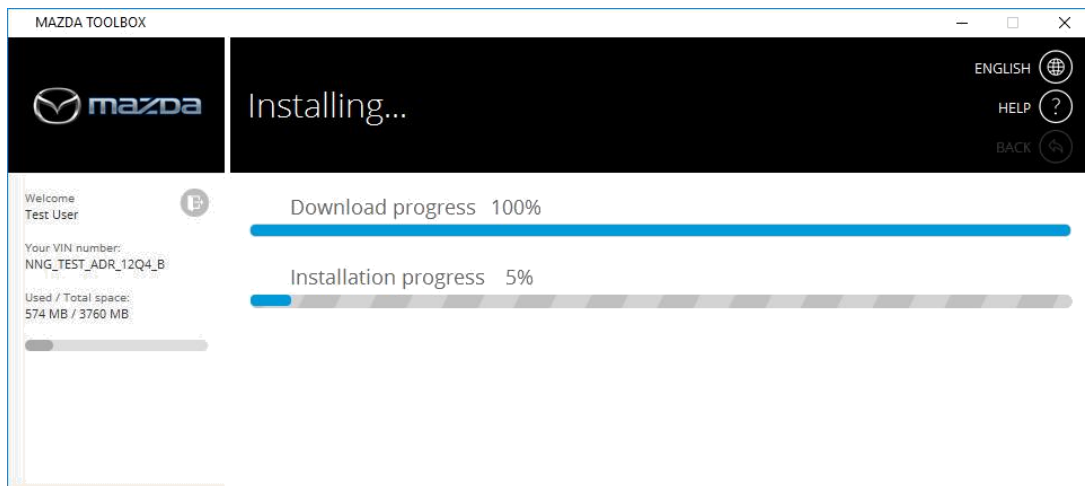 MAZDA TOOLBOX
mazda
Installing...
ENGLISH
HELP ?
BACK
Welcome
Test User
Your VIN number:
NNG_TEST_ADR_12Q4_B
Used / Total space:
574 MB / 3760 MB
Download progress 100%
Installation progress 5%